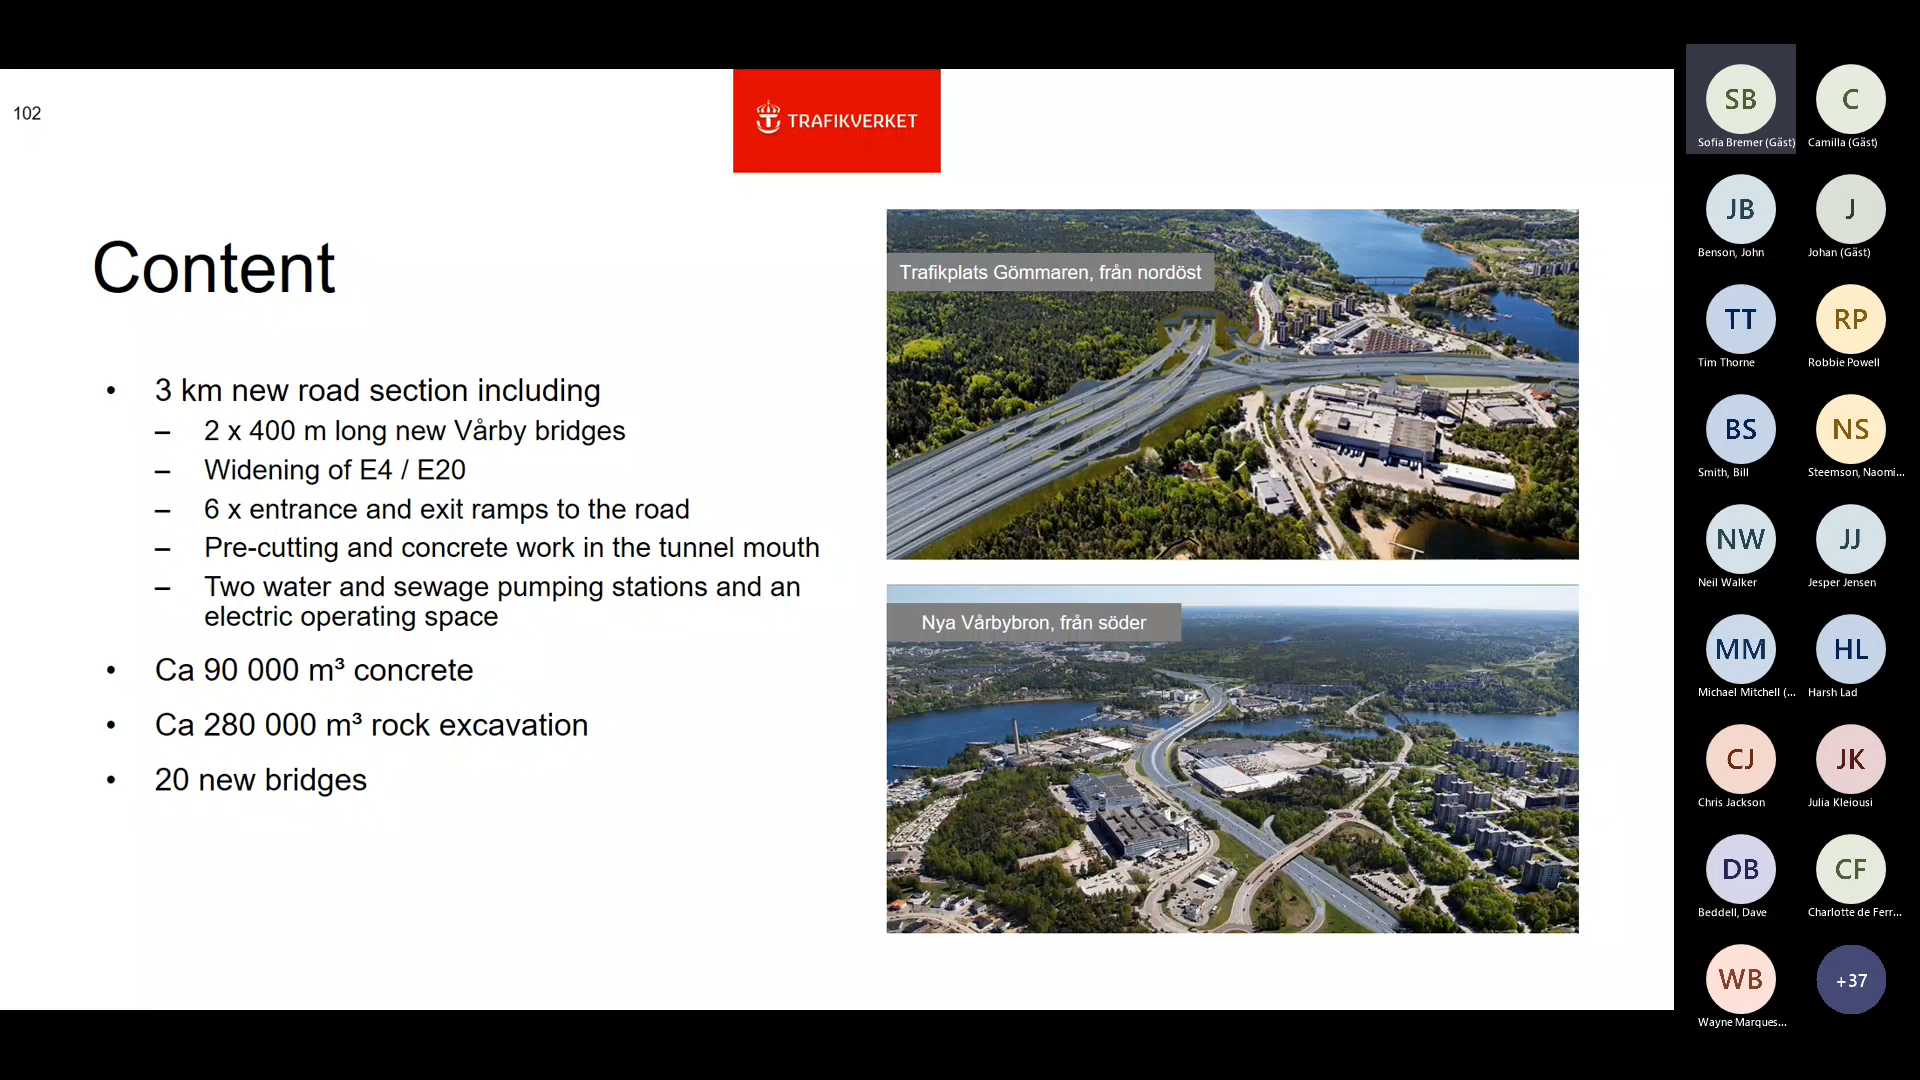 102
TRAFIKVERKET
Content
• 3 km new road section including
– 2 x 400 m long new Vårby bridges
– Widening of E4 / E20
– 6 x entrance and exit ramps to the road
– Pre-cutting and concrete work in the tunnel mouth
– Two water and sewage pumping stations and an
electric operating space
• Ca 90 000 m³ concrete
• Ca 280 000 m³ rock excavation
• 20 new bridges
Trafikplats Gömmaren, från nordöst
Nya Vårbybron, från söder
SB
Sofia Bremer (Gäst)
C
Camilla (Gäst)
JB
Benson, John
J
Johan (Gäst)
TT
Tim Thorne
RP
Robbie Powell
BS
Smith, Bill
NS
Steemson, Naomi...
NW
Neil Walker
JJ
Jesper Jensen
MM
Michael Mitchell (...
HL
Harsh Lad
CJ
Chris Jackson
JK
Julia Kleiousi
DB
Beddell, Dave
CF
Charlotte de Ferr...
WB
Wayne Marques...
+37